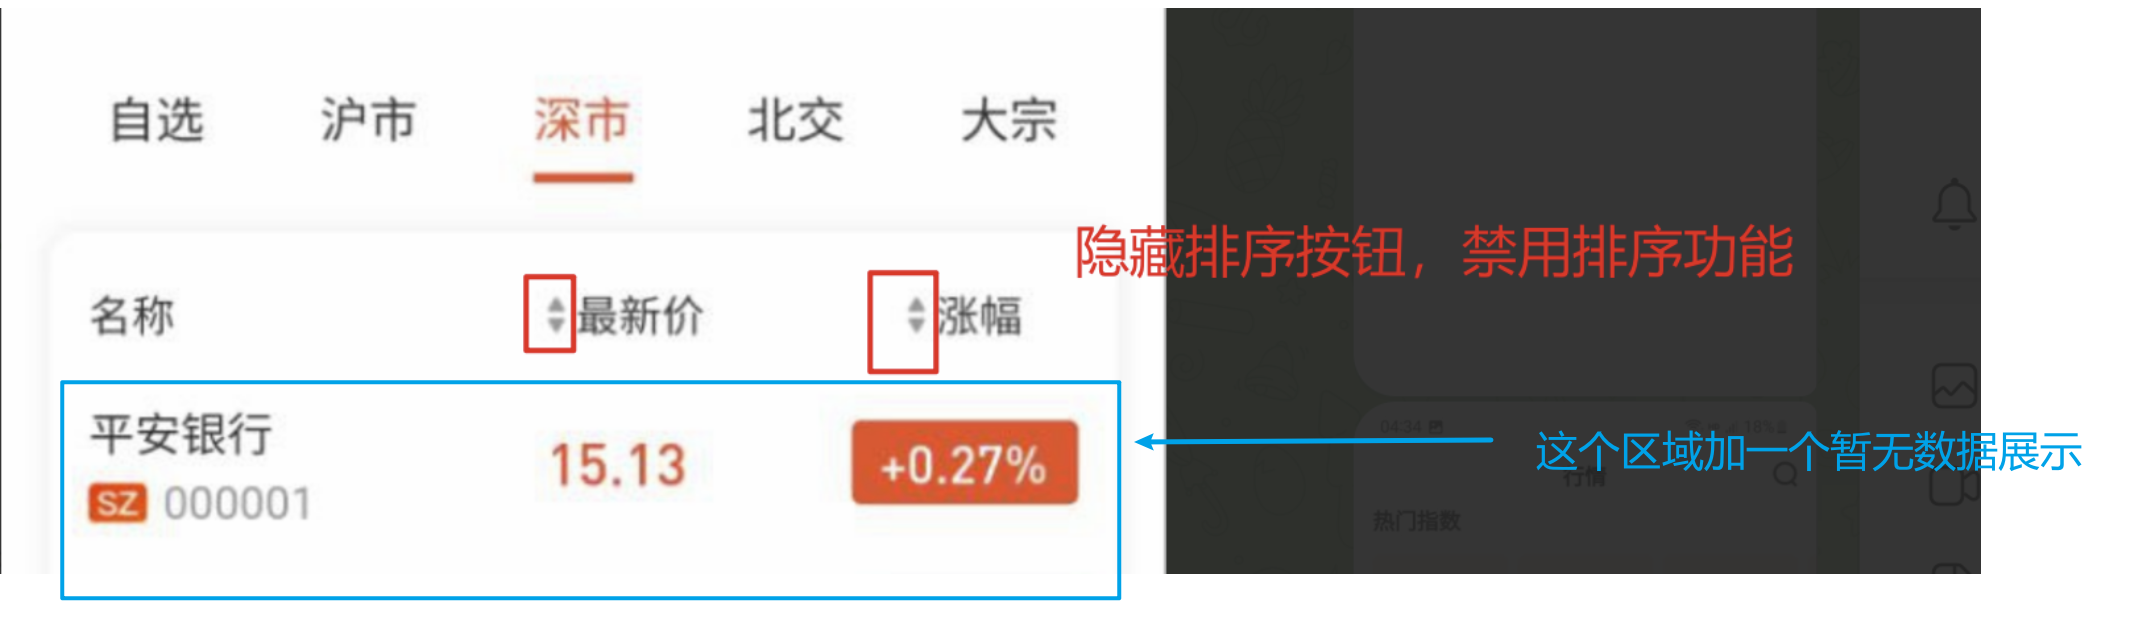 自选 沪市 深市 北交 大宗
隐藏排序按钮，禁用排序功能
名称 最新价 涨幅
平安银行 15.13 +0.27%
SZ 000001
04:34 18%
这个区域加一个暂无数据展示
行情
热门指数